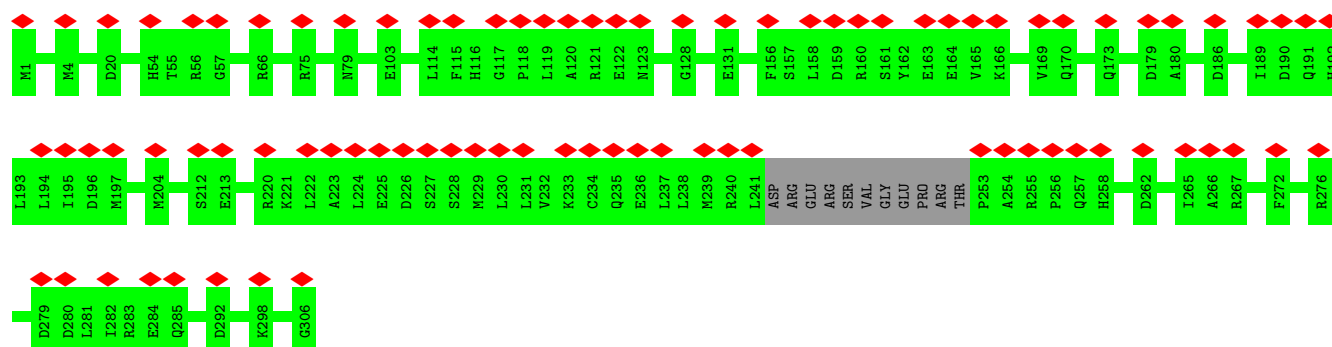 M1 M4 D20 H54 T55 R56 G57 R66 R75 N79 E103 L114 F115 H116 G117 P118 L119 A120 R121 E122 N123 G128 E131 F156 S157 L158 D159 R160 S161 Y162 E163 E164 V165 K166 V169 Q170 Q173 D179 A180 D186 I189 D190 Q191 H192
L193 L194 I195 D196 M197 M204 S212 E213 R220 K221 L222 A223 L224 E225 D226 S227 S228 M229 L230 L231 V232 K233 C234 Q235 E236 L237 L238 M239 R240 L241 ASP ARG GLU ARG SER VAL GLY GLU PRO ARG THR P253 A254 R255 P256 Q257 H258 D262 I265 A266 R267 F272 R276
D279 D280 L281 I282 R283 E284 Q285 D292 K298 G306